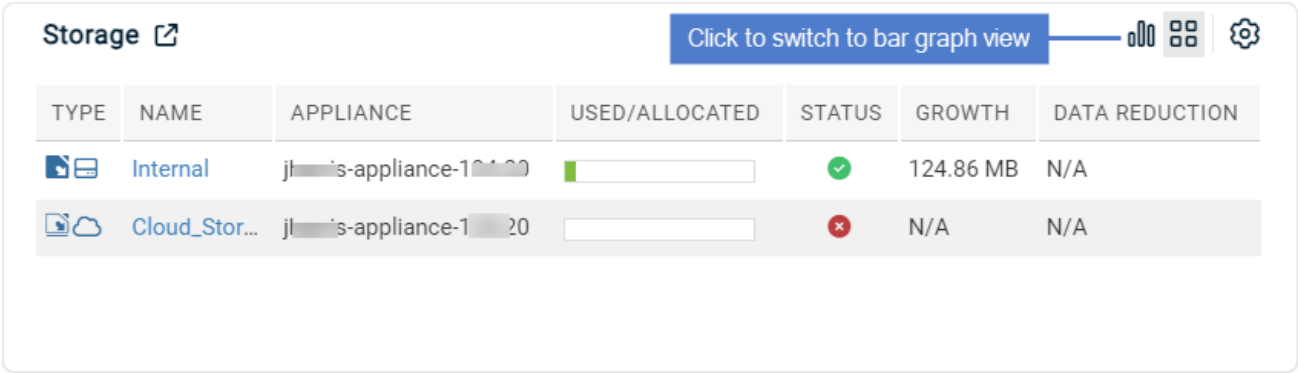 Storage
Click to switch to bar graph view
TYPE NAME APPLIANCE USED/ALLOCATED STATUS GROWTH DATA REDUCTION
Internal 124.86 MB N/A
Cloud_Stor... N/A N/A